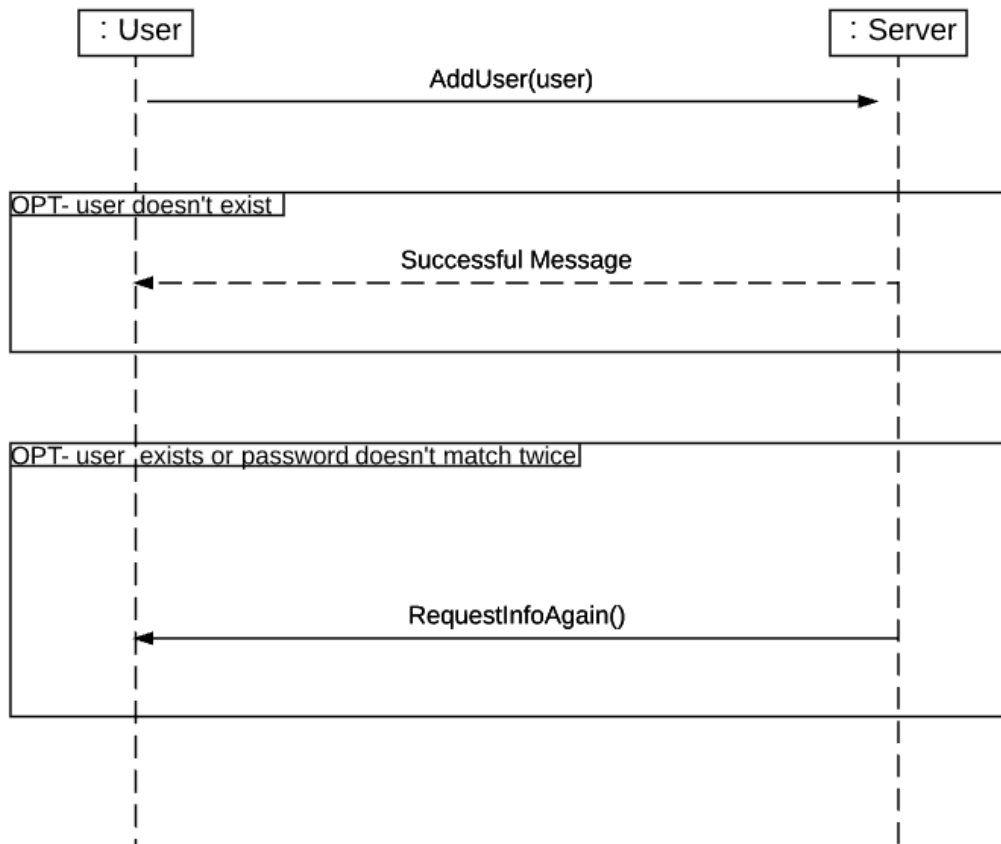 : User
: Server
AddUser(user)
OPT- user doesn't exist
Successful Message
OPT- user exists or password doesn't match twice
RequestInfoAgain()